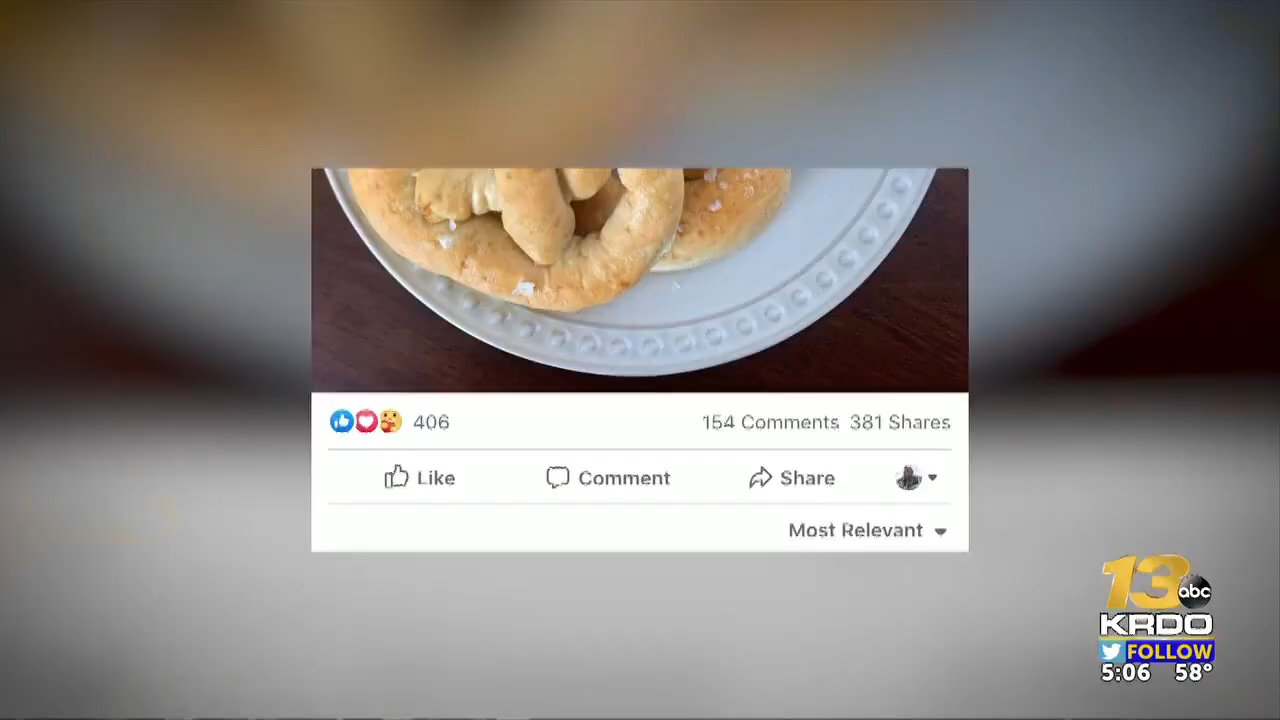 406
154 Comments 381 Shares
Like
Comment
Share
Most Relevant
13
abc
KRDO
FOLLOW
5:06 58°